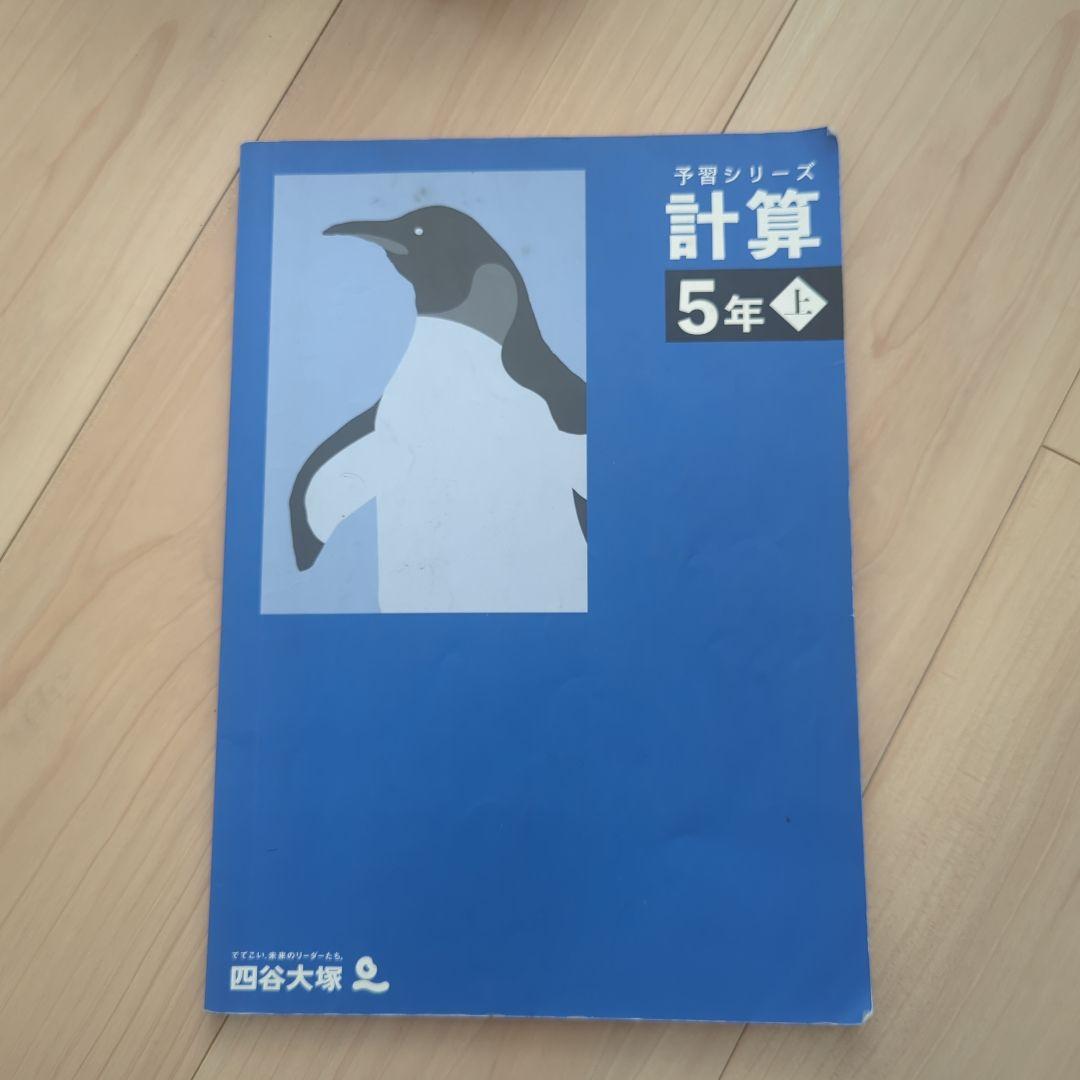 予習シリーズ
計算
5年上
でてこい、未来のリーダーたち。
四谷大塚